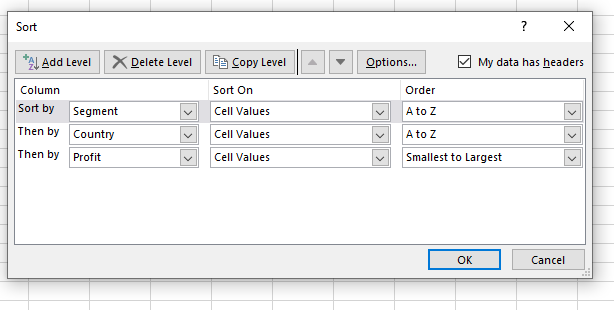 Sort ? ×
Add Level Delete Level Copy Level Options... My data has headers
Column Sort On Order
Sort by Segment Cell Values A to Z
Then by Country Cell Values A to Z
Then by Profit Cell Values Smallest to Largest
OK Cancel